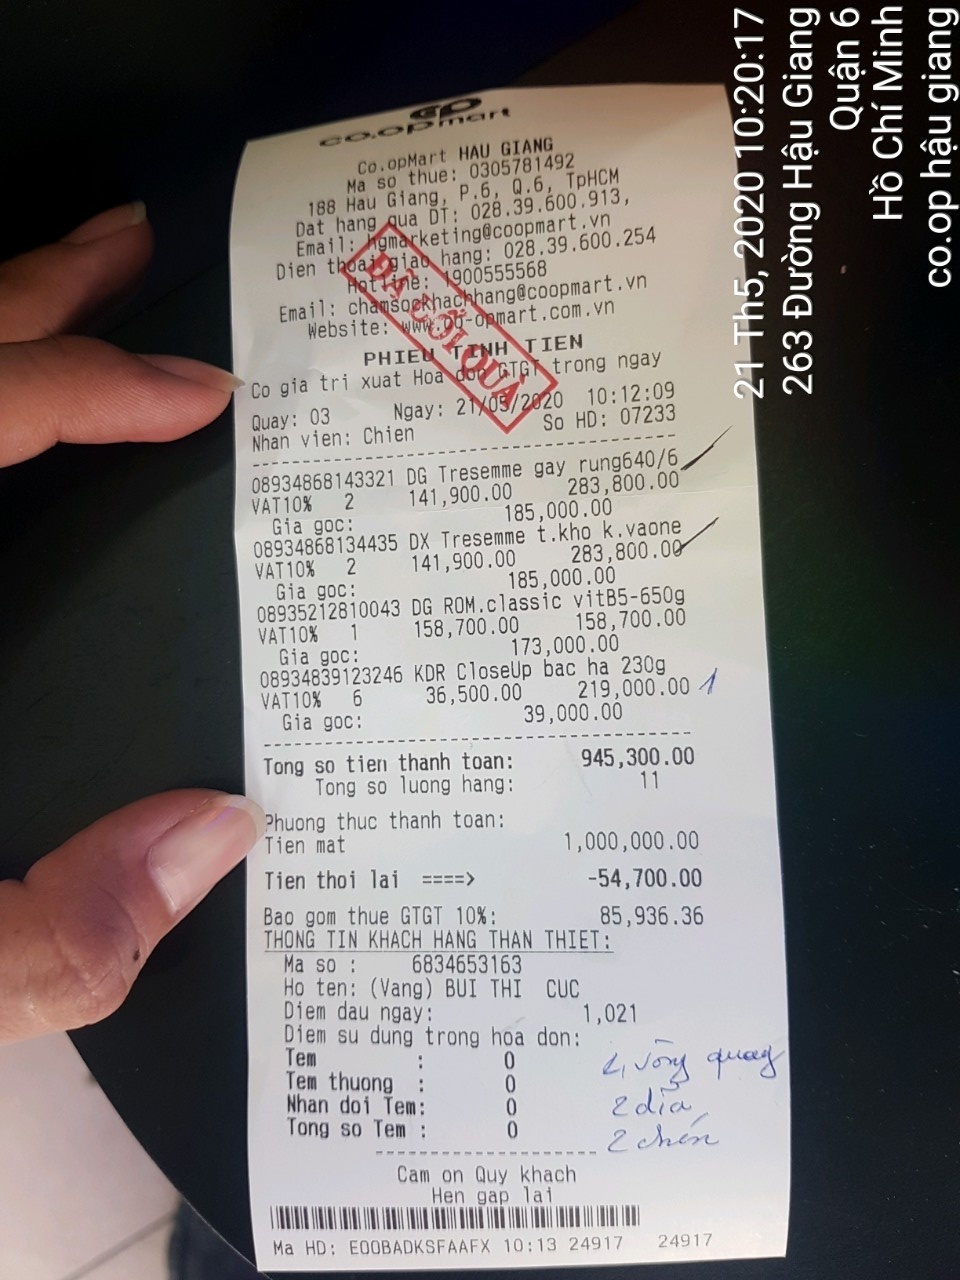 co.opmart
Co.opMart HAU GIANG
Ma so thue: 0305781492
188 Hau Giang, P.6, Q.6, TpHCM
Dat hang qua DT: 028.39.600.913,
Email: hgmarketing@coopmart.vn
Dien thoai giao hang: 028.39.600.254
Hotline: 1900555568
Email: chamsockhachhang@coopmart.vn
Website: www.co-opmart.com.vn
PHIEU TINH TIEN
Co gia tri xuat Hoa don GTGT trong ngay
Quay: 03 Ngay: 21/05/2020 10:12:09
Nhan vien: Chien So HD: 07233
08934868143321 DG Tresemme gay rung640/6
VAT10% 2 141,900.00 283,800.00
Gia goc: 185,000.00
08934868134435 DX Tresemme t.kho k.vaone
VAT10% 2 141,900.00 283,800.00
Gia goc: 185,000.00
08935212810043 DG ROM.classic vitB5-650g
VAT10% 1 158,700.00 158,700.00
Gia goc: 173,000.00
08934839123246 KDR CloseUp bac ha 230g
VAT10% 6 36,500.00 219,000.00 1
Gia goc: 39,000.00
Tong so tien thanh toan: 945,300.00
Tong so luong hang: 11
Phuong thuc thanh toan:
Tien mat 1,000,000.00
Tien thoi lai ====> -54,700.00
Bao gom thue GTGT 10%: 85,936.36
THONG TIN KHACH HANG THAN THIET:
Ma so : 6834653163
Ho ten: (Vang) BUI THI CUC
Diem dau ngay: 1,021
Diem su dung trong hoa don:
Tem : 0
Tem thuong : 0
Nhan doi Tem: 0
Tong so Tem : 0
vòng quay
2 dĩa
2 chén
Cam on Quy khach
Hen gap lai
Ma HD: E00BADKSFAAFX 10:13 24917 24917
ĐÃ ĐỔI QUÀ
21 Th5, 2020 10:20:17
263 Đường Hậu Giang
Quận 6
Hồ Chí Minh
co.op hậu giang